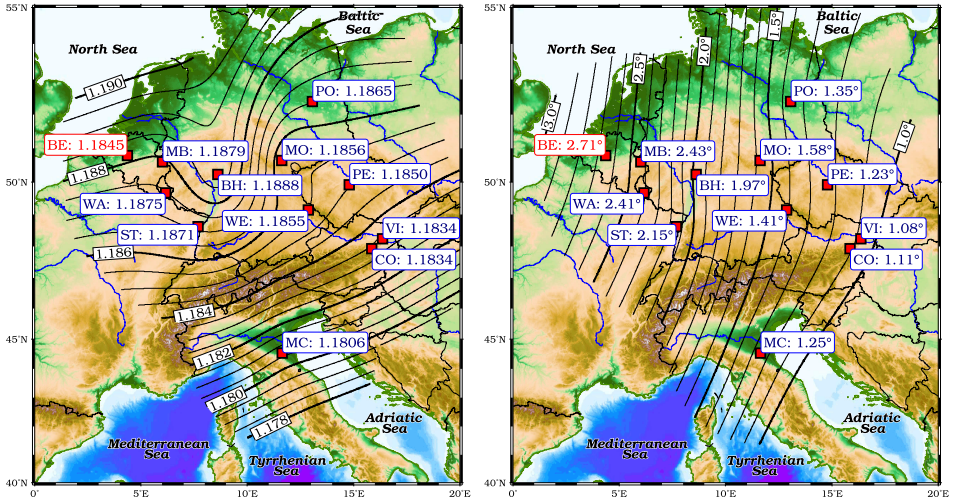 55°N
North Sea
Baltic
Sea
1.190
PO: 1.1865
BE: 1.1845
MB: 1.1879
MO: 1.1856
1.188
BH: 1.1888
PE: 1.1850
50°N
WA: 1.1875
WE: 1.1855
ST: 1.1871
VI: 1.1834
1.186
CO: 1.1834
1.184
45°N
MC: 1.1806
1.182
1.180
1.178
Adriatic
Sea
Mediterranean
Sea
Tyrrhenian
Sea
40°N
0°
5°E
10°E
15°E
20°E
55°N
North Sea
Baltic
Sea
1.5°
2.0°
2.5°
3.0°
PO: 1.35°
1.0°
BE: 2.71°
MB: 2.43°
MO: 1.58°
BH: 1.97°
PE: 1.23°
50°N
WA: 2.41°
WE: 1.41°
ST: 2.15°
VI: 1.08°
CO: 1.11°
45°N
MC: 1.25°
Adriatic
Sea
Mediterranean
Sea
Tyrrhenian
Sea
40°N
0°
5°E
10°E
15°E
20°E